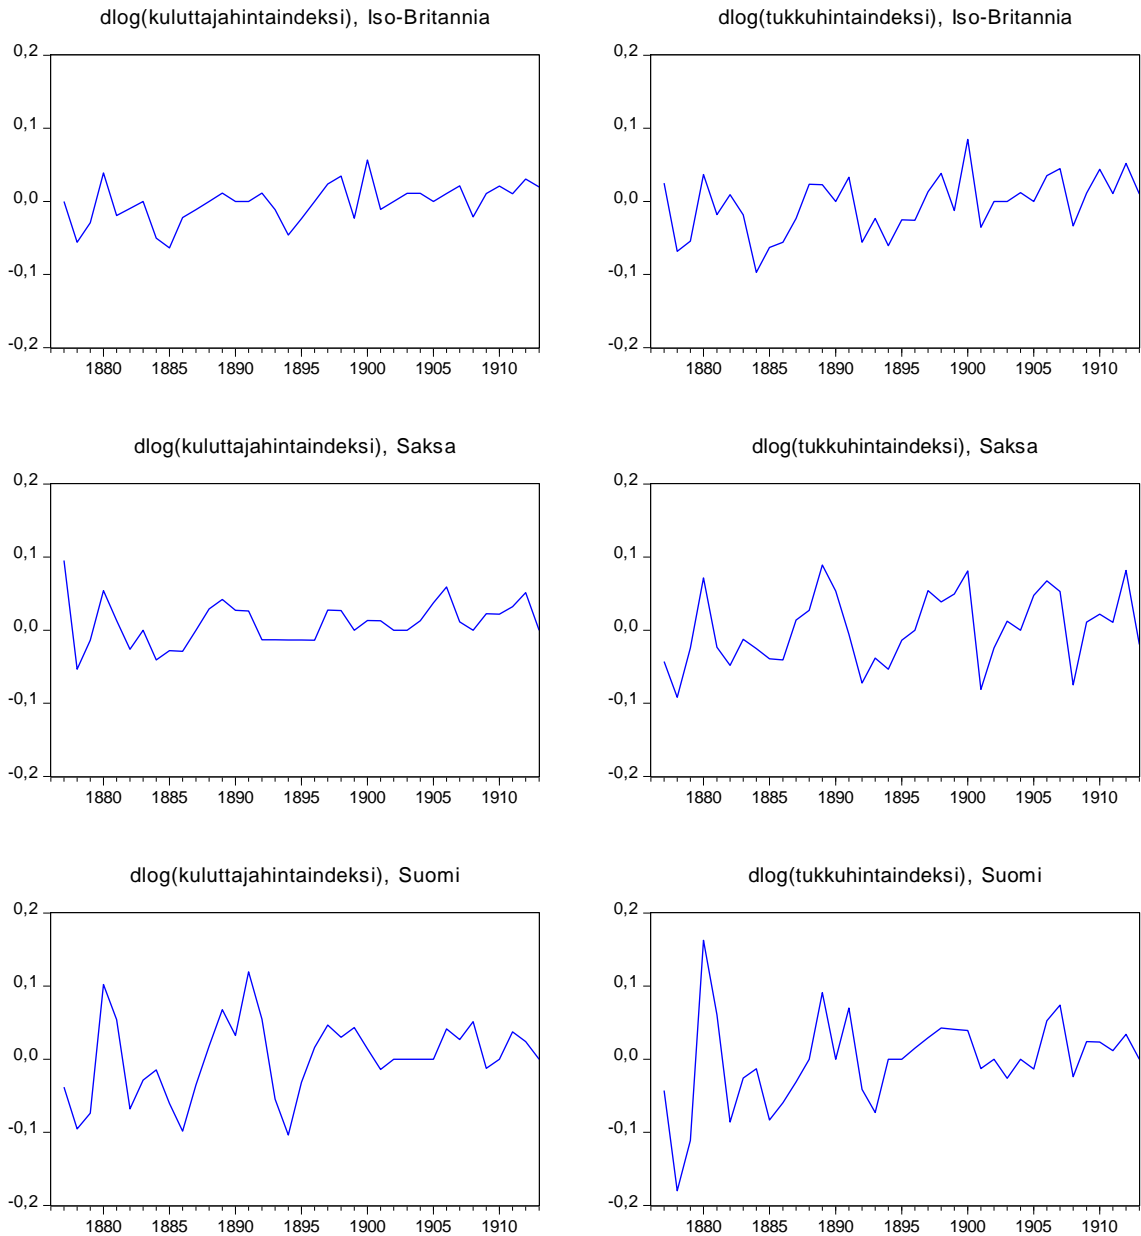 dlog(kuluttajahintaindeksi), Iso-Britannia
0,2
0,1
0,0
-0,1
-0,2
1880 1885 1890 1895 1900 1905 1910
dlog(tukkuhintaindeksi), Iso-Britannia
0,2
0,1
0,0
-0,1
-0,2
1880 1885 1890 1895 1900 1905 1910
dlog(kuluttajahintaindeksi), Saksa
0,2
0,1
0,0
-0,1
-0,2
1880 1885 1890 1895 1900 1905 1910
dlog(tukkuhintaindeksi), Saksa
0,2
0,1
0,0
-0,1
-0,2
1880 1885 1890 1895 1900 1905 1910
dlog(kuluttajahintaindeksi), Suomi
0,2
0,1
0,0
-0,1
-0,2
1880 1885 1890 1895 1900 1905 1910
dlog(tukkuhintaindeksi), Suomi
0,2
0,1
0,0
-0,1
-0,2
1880 1885 1890 1895 1900 1905 1910